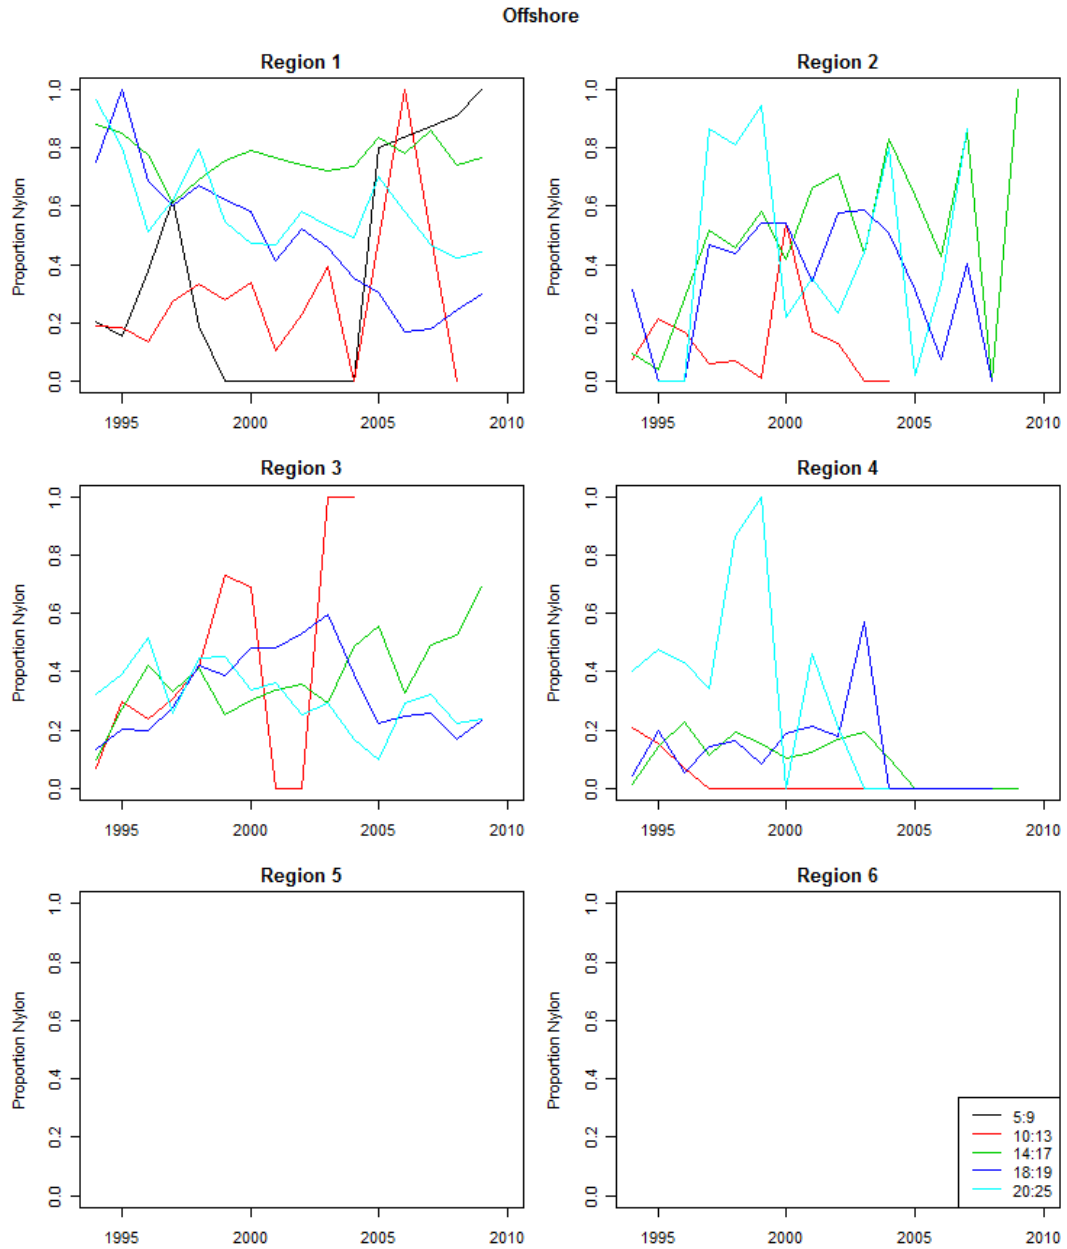 Offshore
Region 1
Proportion Nylon
0.0 0.2 0.4 0.6 0.8 1.0
1995 2000 2005 2010
Region 2
Proportion Nylon
0.0 0.2 0.4 0.6 0.8 1.0
1995 2000 2005 2010
Region 3
Proportion Nylon
0.0 0.2 0.4 0.6 0.8 1.0
1995 2000 2005 2010
Region 4
Proportion Nylon
0.0 0.2 0.4 0.6 0.8 1.0
1995 2000 2005 2010
Region 5
Proportion Nylon
0.0 0.2 0.4 0.6 0.8 1.0
1995 2000 2005 2010
Region 6
Proportion Nylon
0.0 0.2 0.4 0.6 0.8 1.0
1995 2000 2005 2010
5:9
10:13
14:17
18:19
20:25